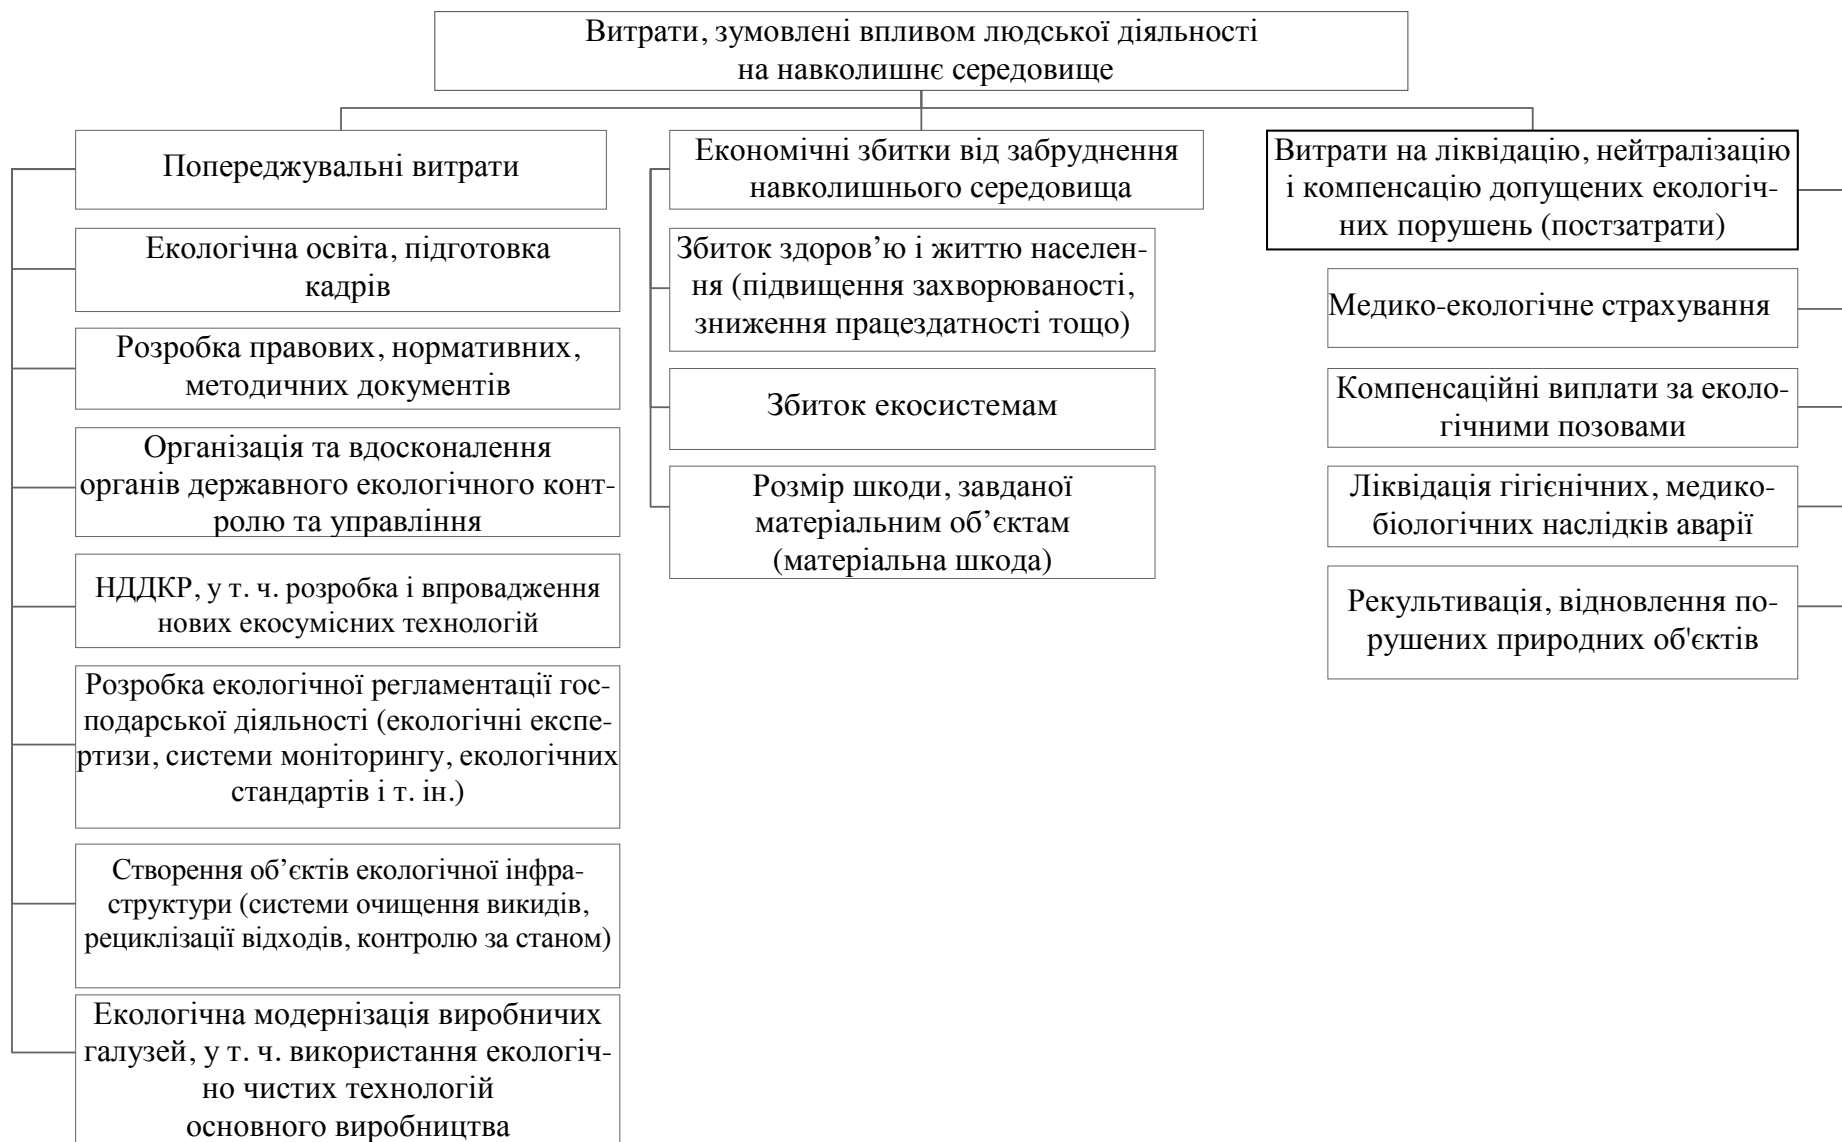 Витрати, зумовлені впливом людської діяльності
на навколишнє середовище
Попереджувальні витрати
Екологічна освіта, підготовка
кадрів
Розробка правових, нормативних,
методичних документів
Організація та вдосконалення
органів державного екологічного конт-
ролю та управління
НДДКР, у т. ч. розробка і впровадження
нових екосумісних технологій
Розробка екологічної регламентації гос-
подарської діяльності (екологічні експе-
ртизи, системи моніторингу, екологічних
стандартів і т. ін.)
Створення об’єктів екологічної інфра-
структури (системи очищення викидів,
рециклізації відходів, контролю за станом)
Екологічна модернізація виробничих
галузей, у т. ч. використання екологіч-
но чистих технологій
основного виробництва
Економічні збитки від забруднення
навколишнього середовища
Збиток здоров’ю і життю населен-
ня (підвищення захворюваності,
зниження працездатності тощо)
Збиток екосистемам
Розмір шкоди, завданої
матеріальним об’єктам
(матеріальна шкода)
Витрати на ліквідацію, нейтралізацію
і компенсацію допущених екологіч-
них порушень (постзатрати)
Медико-екологічне страхування
Компенсаційні виплати за еколо-
гічними позовами
Ліквідація гігієнічних, медико-
біологічних наслідків аварії
Рекультивація, відновлення по-
рушених природних об'єктів